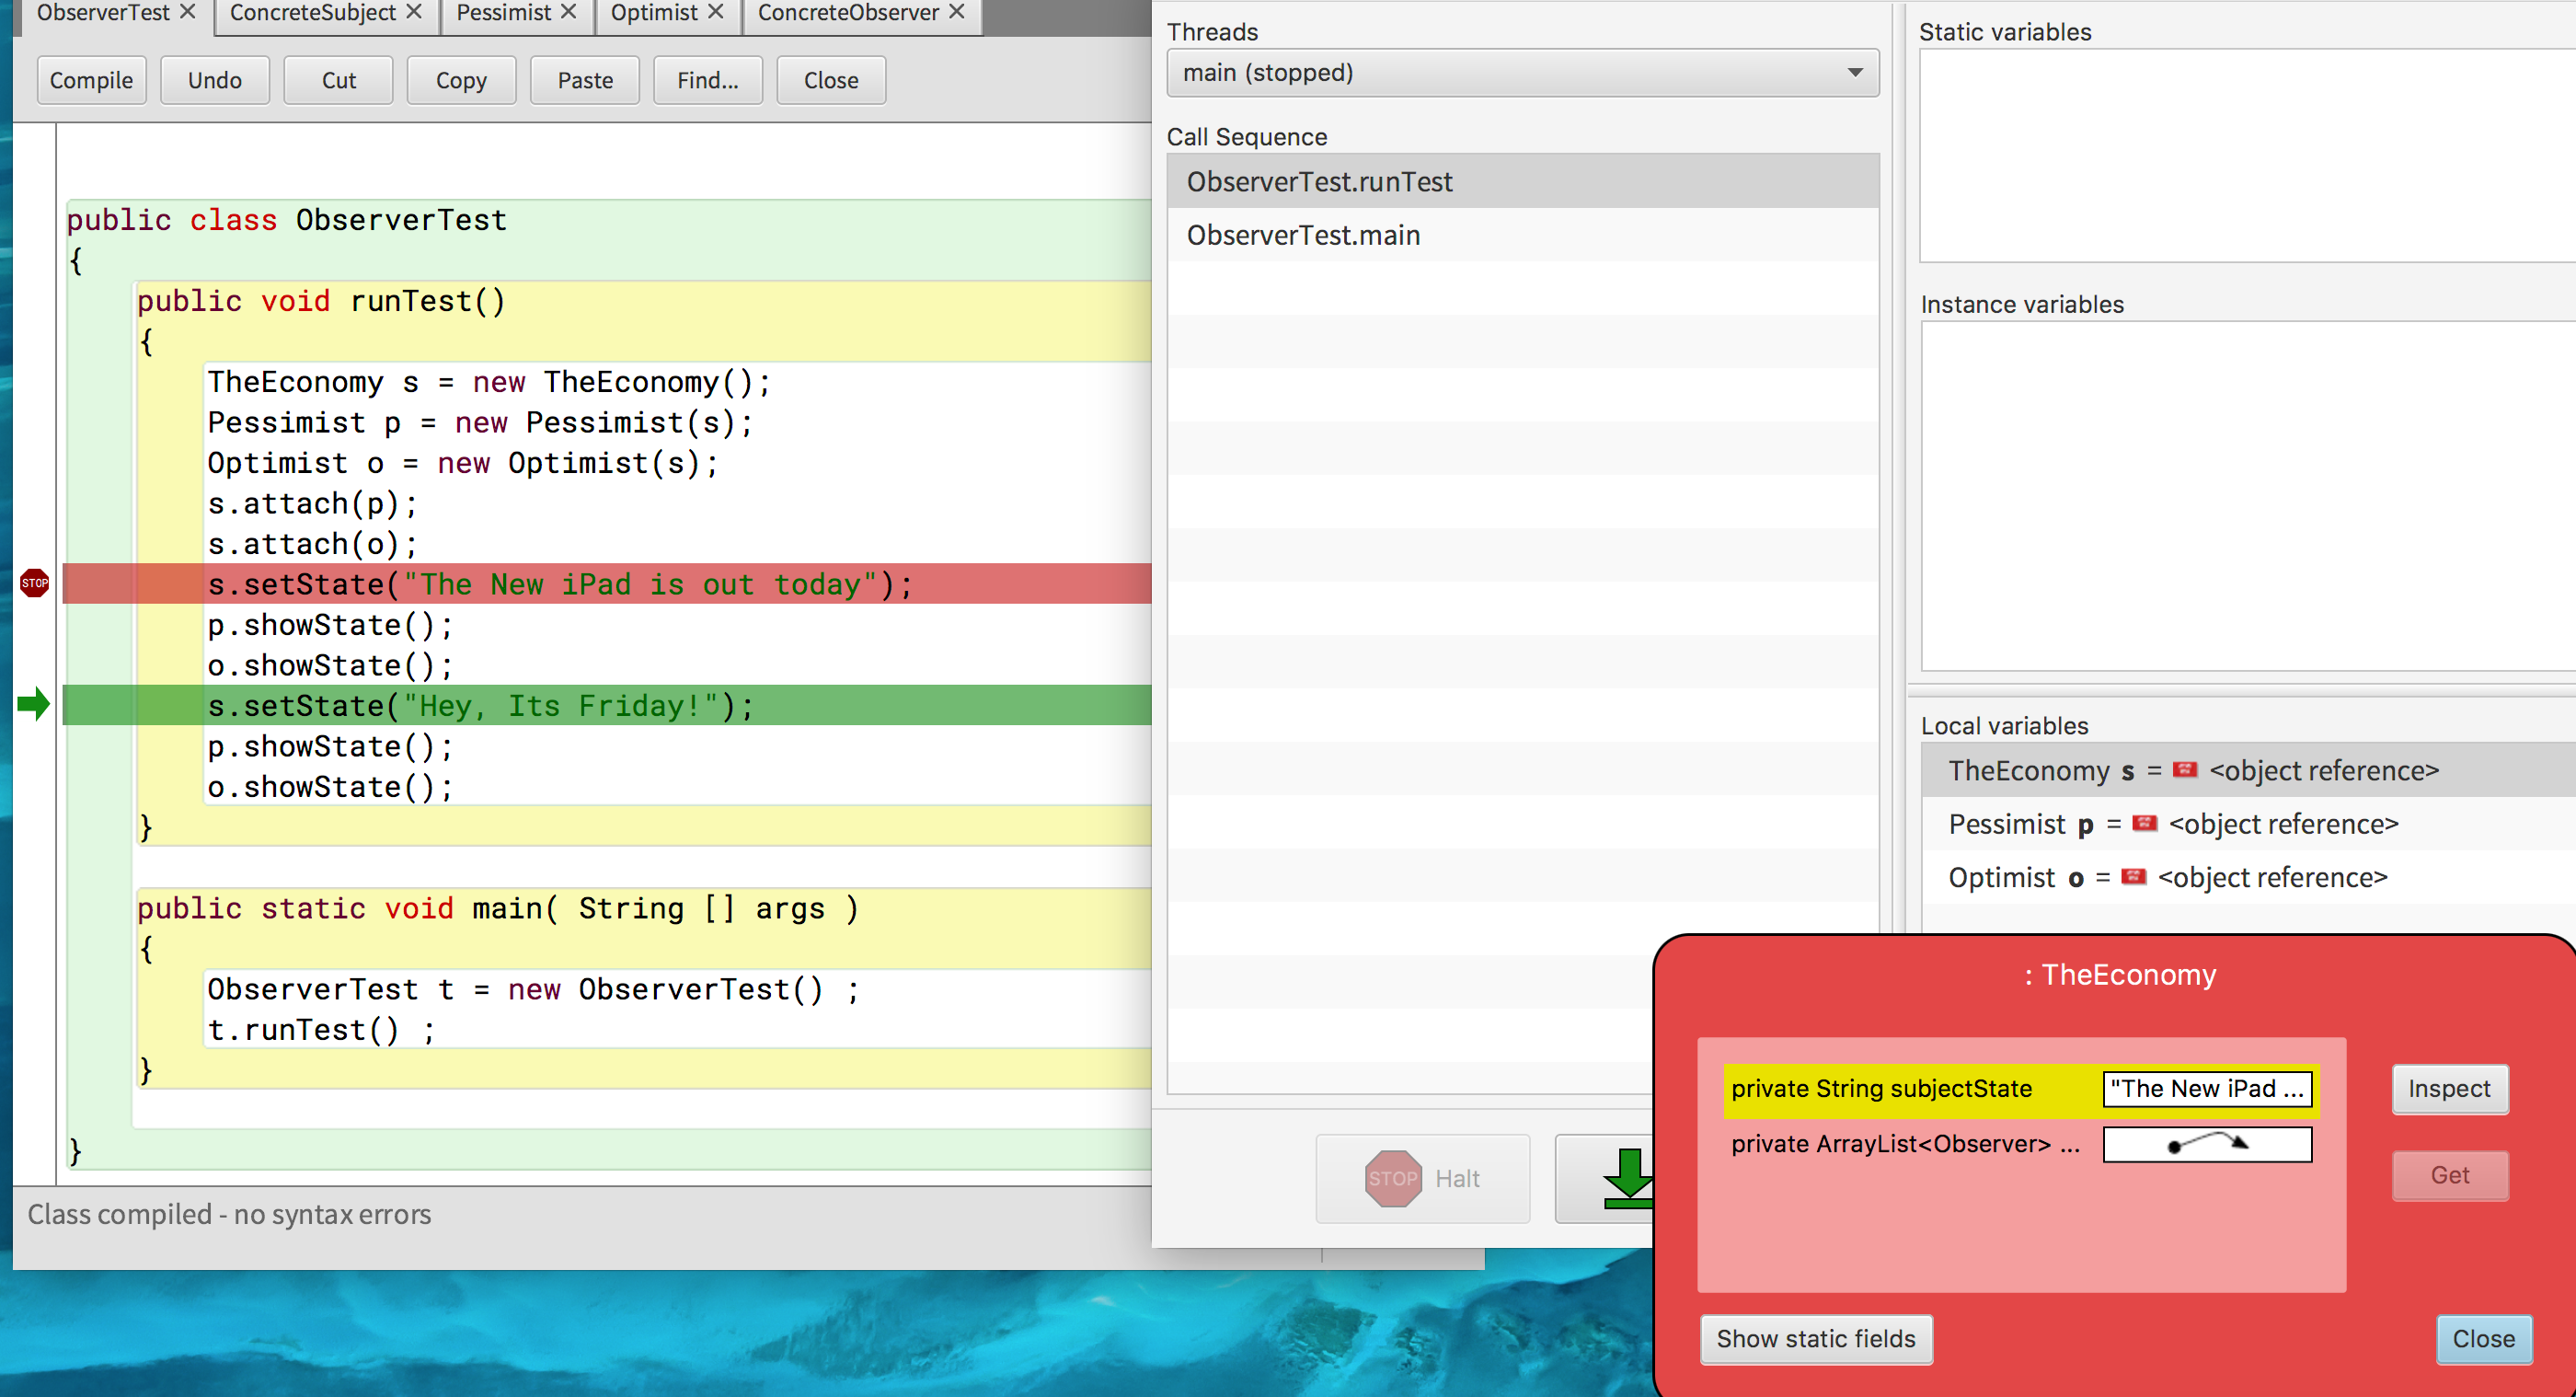 ObserverTest ConcreteSubject Pessimist Optimist ConcreteObserver
Compile Undo Cut Copy Paste Find... Close
public class ObserverTest
{
public void runTest()
{
TheEconomy s = new TheEconomy();
Pessimist p = new Pessimist(s);
Optimist o = new Optimist(s);
s.attach(p);
s.attach(o);
STOP s.setState("The New iPad is out today");
p.showState();
o.showState();
s.setState("Hey, Its Friday!");
p.showState();
o.showState();
}
public static void main( String [] args )
{
ObserverTest t = new ObserverTest() ;
t.runTest() ;
}
}
Class compiled - no syntax errors
Threads
main (stopped)
Call Sequence
ObserverTest.runTest
ObserverTest.main
STOP Halt
Static variables
Instance variables
Local variables
TheEconomy s = <object reference>
Pessimist p = <object reference>
Optimist o = <object reference>
: TheEconomy
private String subjectState "The New iPad ...
private ArrayList<Observer> ...
Inspect
Get
Show static fields
Close